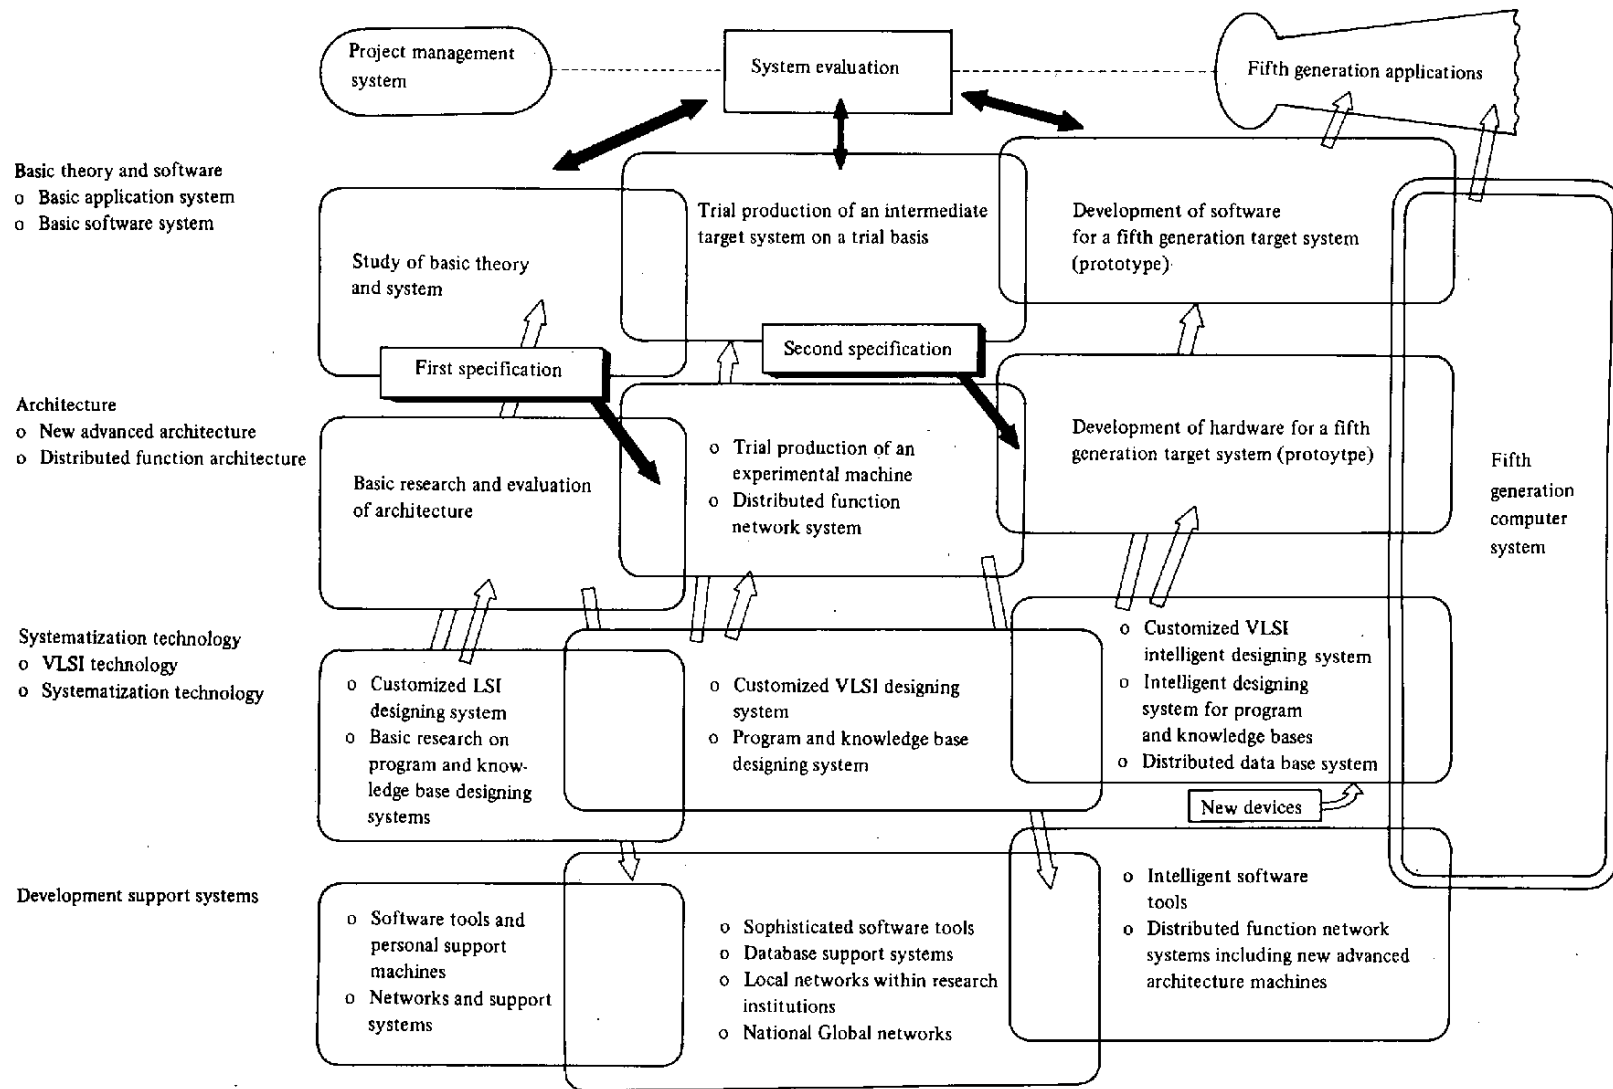 Project management
system
System evaluation
Fifth generation applications
Basic theory and software
o Basic application system
o Basic software system
Study of basic theory
and system
Trial production of an intermediate
target system on a trial basis
Development of software
for a fifth generation target system
(prototype)
First specification
Second specification
Architecture
o New advanced architecture
o Distributed function architecture
Basic research and evaluation
of architecture
o Trial production of an
experimental machine
o Distributed function
network system
Development of hardware for a fifth
generation target system (protoytpe)
Fifth
generation
computer
system
Systematization technology
o VLSI technology
o Systematization technology
o Customized LSI
designing system
o Basic research on
program and know-
ledge base designing
systems
o Customized VLSI designing
system
o Program and knowledge base
designing system
o Customized VLSI
intelligent designing system
o Intelligent designing
system for program
and knowledge bases
o Distributed data base system
New devices
Development support systems
o Software tools and
personal support
machines
o Networks and support
systems
o Sophisticated software tools
o Database support systems
o Local networks within research
institutions
o National Global networks
o Intelligent software
tools
o Distributed function network
systems including new advanced
architecture machines